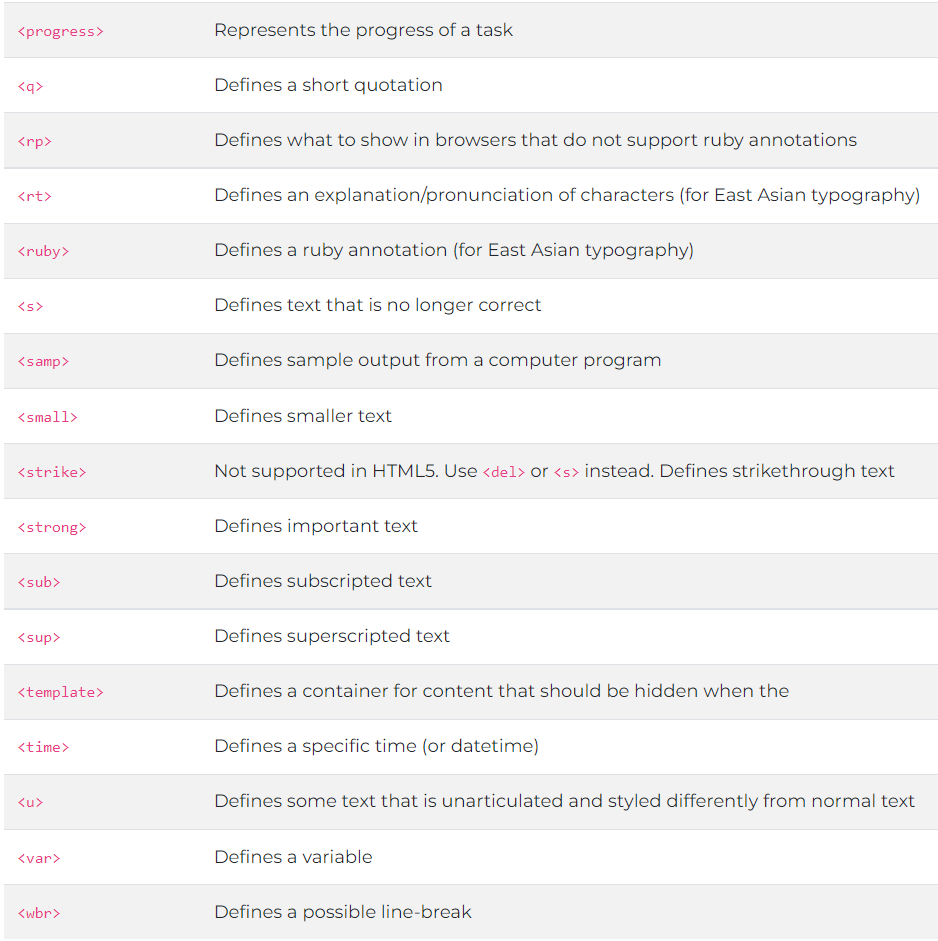 <progress> Represents the progress of a task
<q> Defines a short quotation
<rp> Defines what to show in browsers that do not support ruby annotations
<rt> Defines an explanation/pronunciation of characters (for East Asian typography)
<ruby> Defines a ruby annotation (for East Asian typography)
<s> Defines text that is no longer correct
<samp> Defines sample output from a computer program
<small> Defines smaller text
<strike> Not supported in HTML5. Use <del> or <s> instead. Defines strikethrough text
<strong> Defines important text
<sub> Defines subscripted text
<sup> Defines superscripted text
<template> Defines a container for content that should be hidden when the
<time> Defines a specific time (or datetime)
<u> Defines some text that is unarticulated and styled differently from normal text
<var> Defines a variable
<wbr> Defines a possible line-break